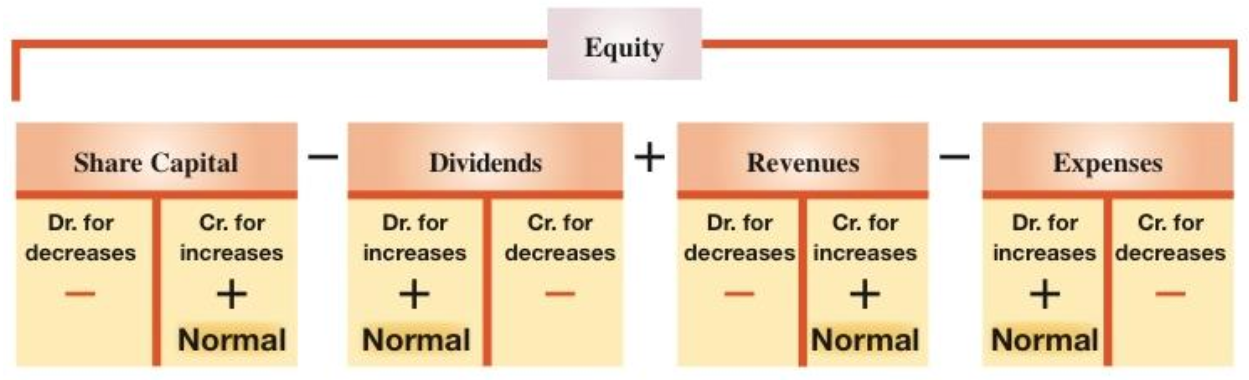 Equity
Share Capital − Dividends + Revenues − Expenses
Dr. for decreases
−
Cr. for increases
+
Normal
Dr. for increases
+
Normal
Cr. for decreases
−
Dr. for decreases
−
Cr. for increases
+
Normal
Dr. for increases
+
Normal
Cr. for decreases
−